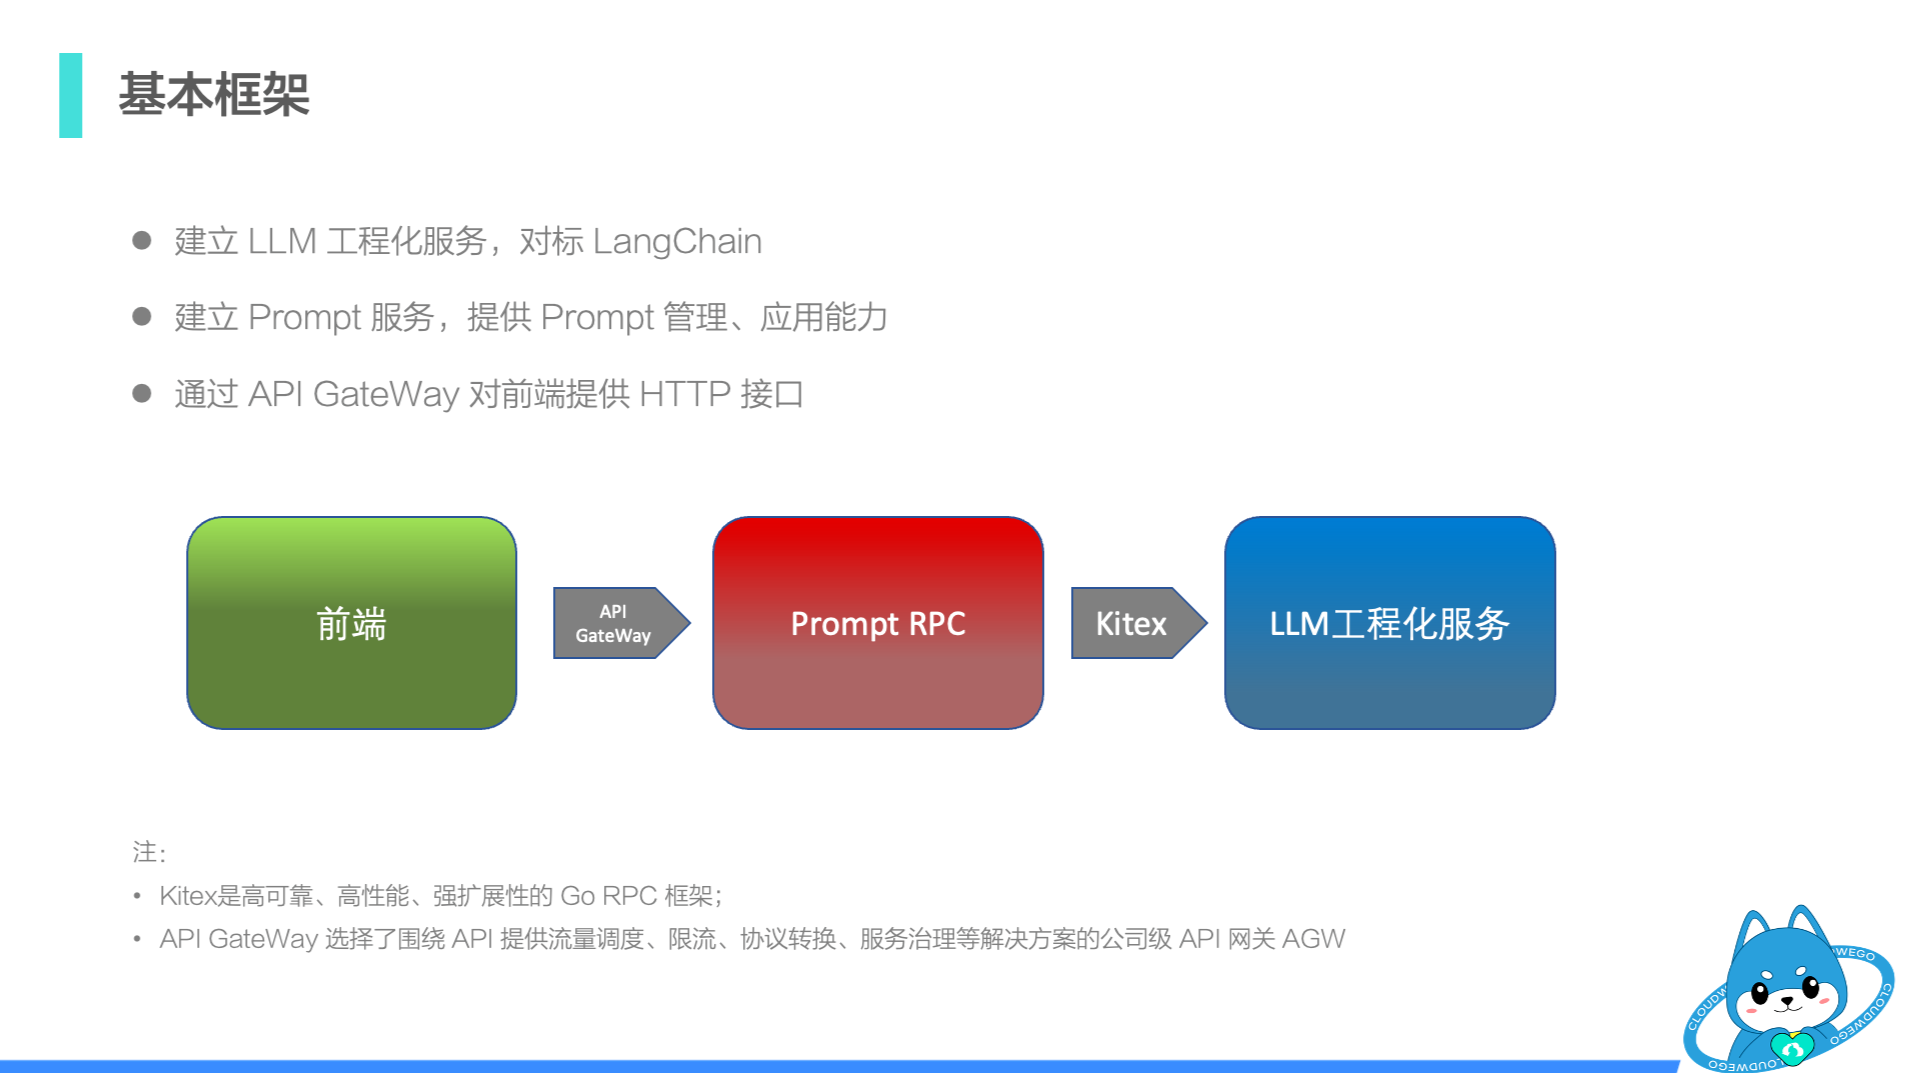 基本框架
建立 LLM 工程化服务，对标 LangChain
建立 Prompt 服务，提供 Prompt 管理、应用能力
通过 API GateWay 对前端提供 HTTP 接口
前端
API
GateWay
Prompt RPC
Kitex
LLM工程化服务
注：
• Kitex是高可靠、高性能、强扩展性的 Go RPC 框架；
• API GateWay 选择了围绕 API 提供流量调度、限流、协议转换、服务治理等解决方案的公司级 API 网关 AGW
CLOUDW
WEGO
CLOUDWEGO
CLOUDWEGO